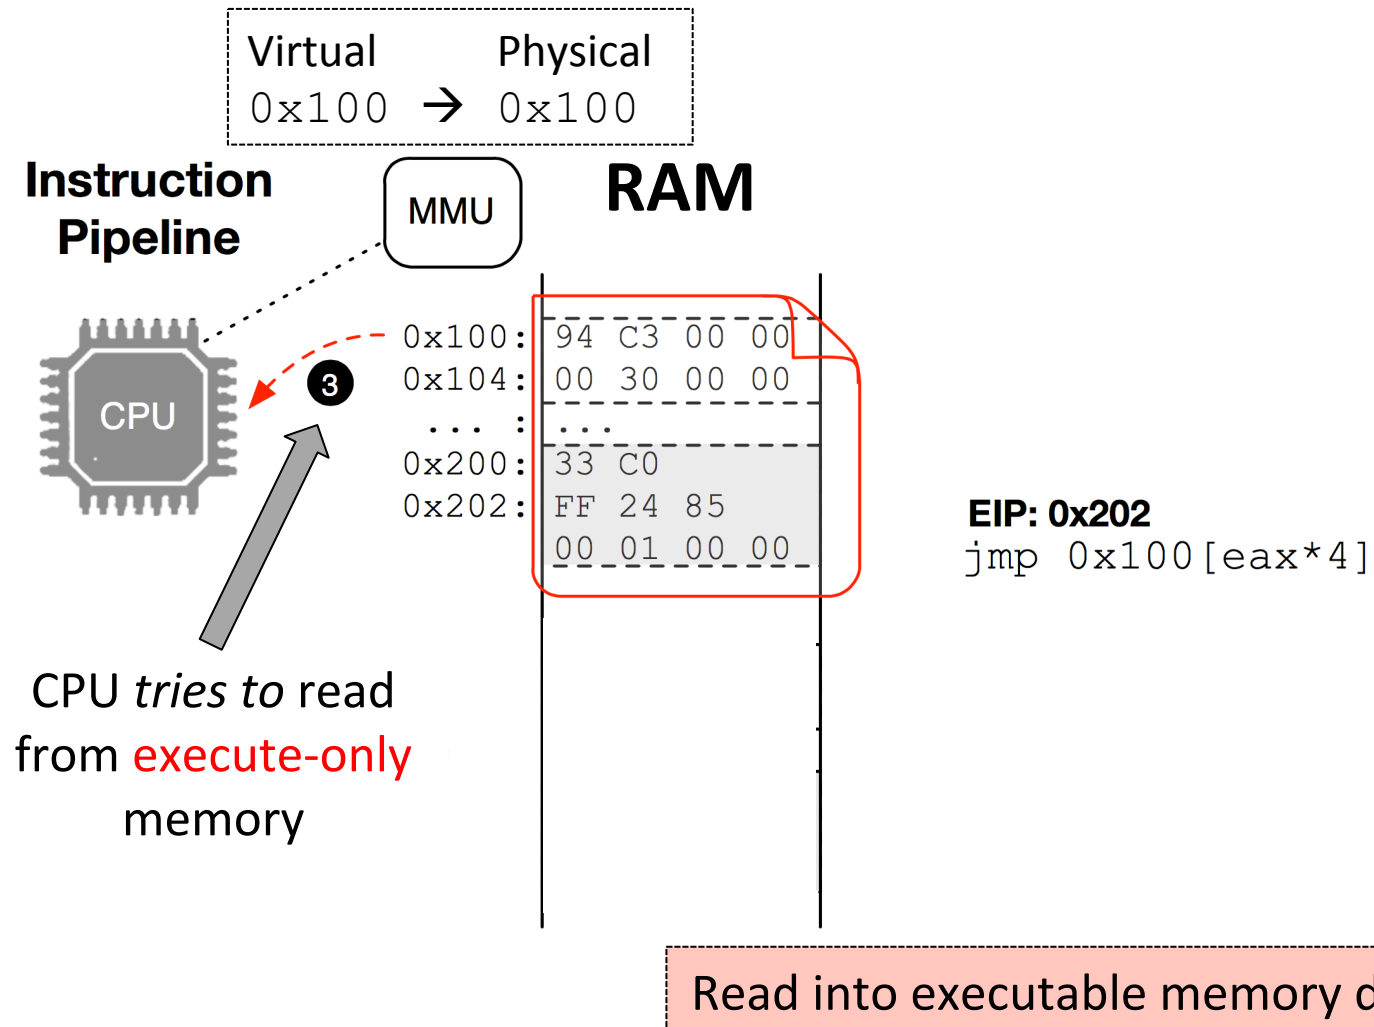 Virtual Physical
0x100 → 0x100
Instruction
Pipeline
MMU
RAM
CPU
3
0x100: 94 C3 00 00
0x104: 00 30 00 00
... : ...
0x200: 33 C0
0x202: FF 24 85
00 01 00 00
EIP: 0x202
jmp 0x100[eax*4]
CPU tries to read
from execute-only
memory
Read into executable memory